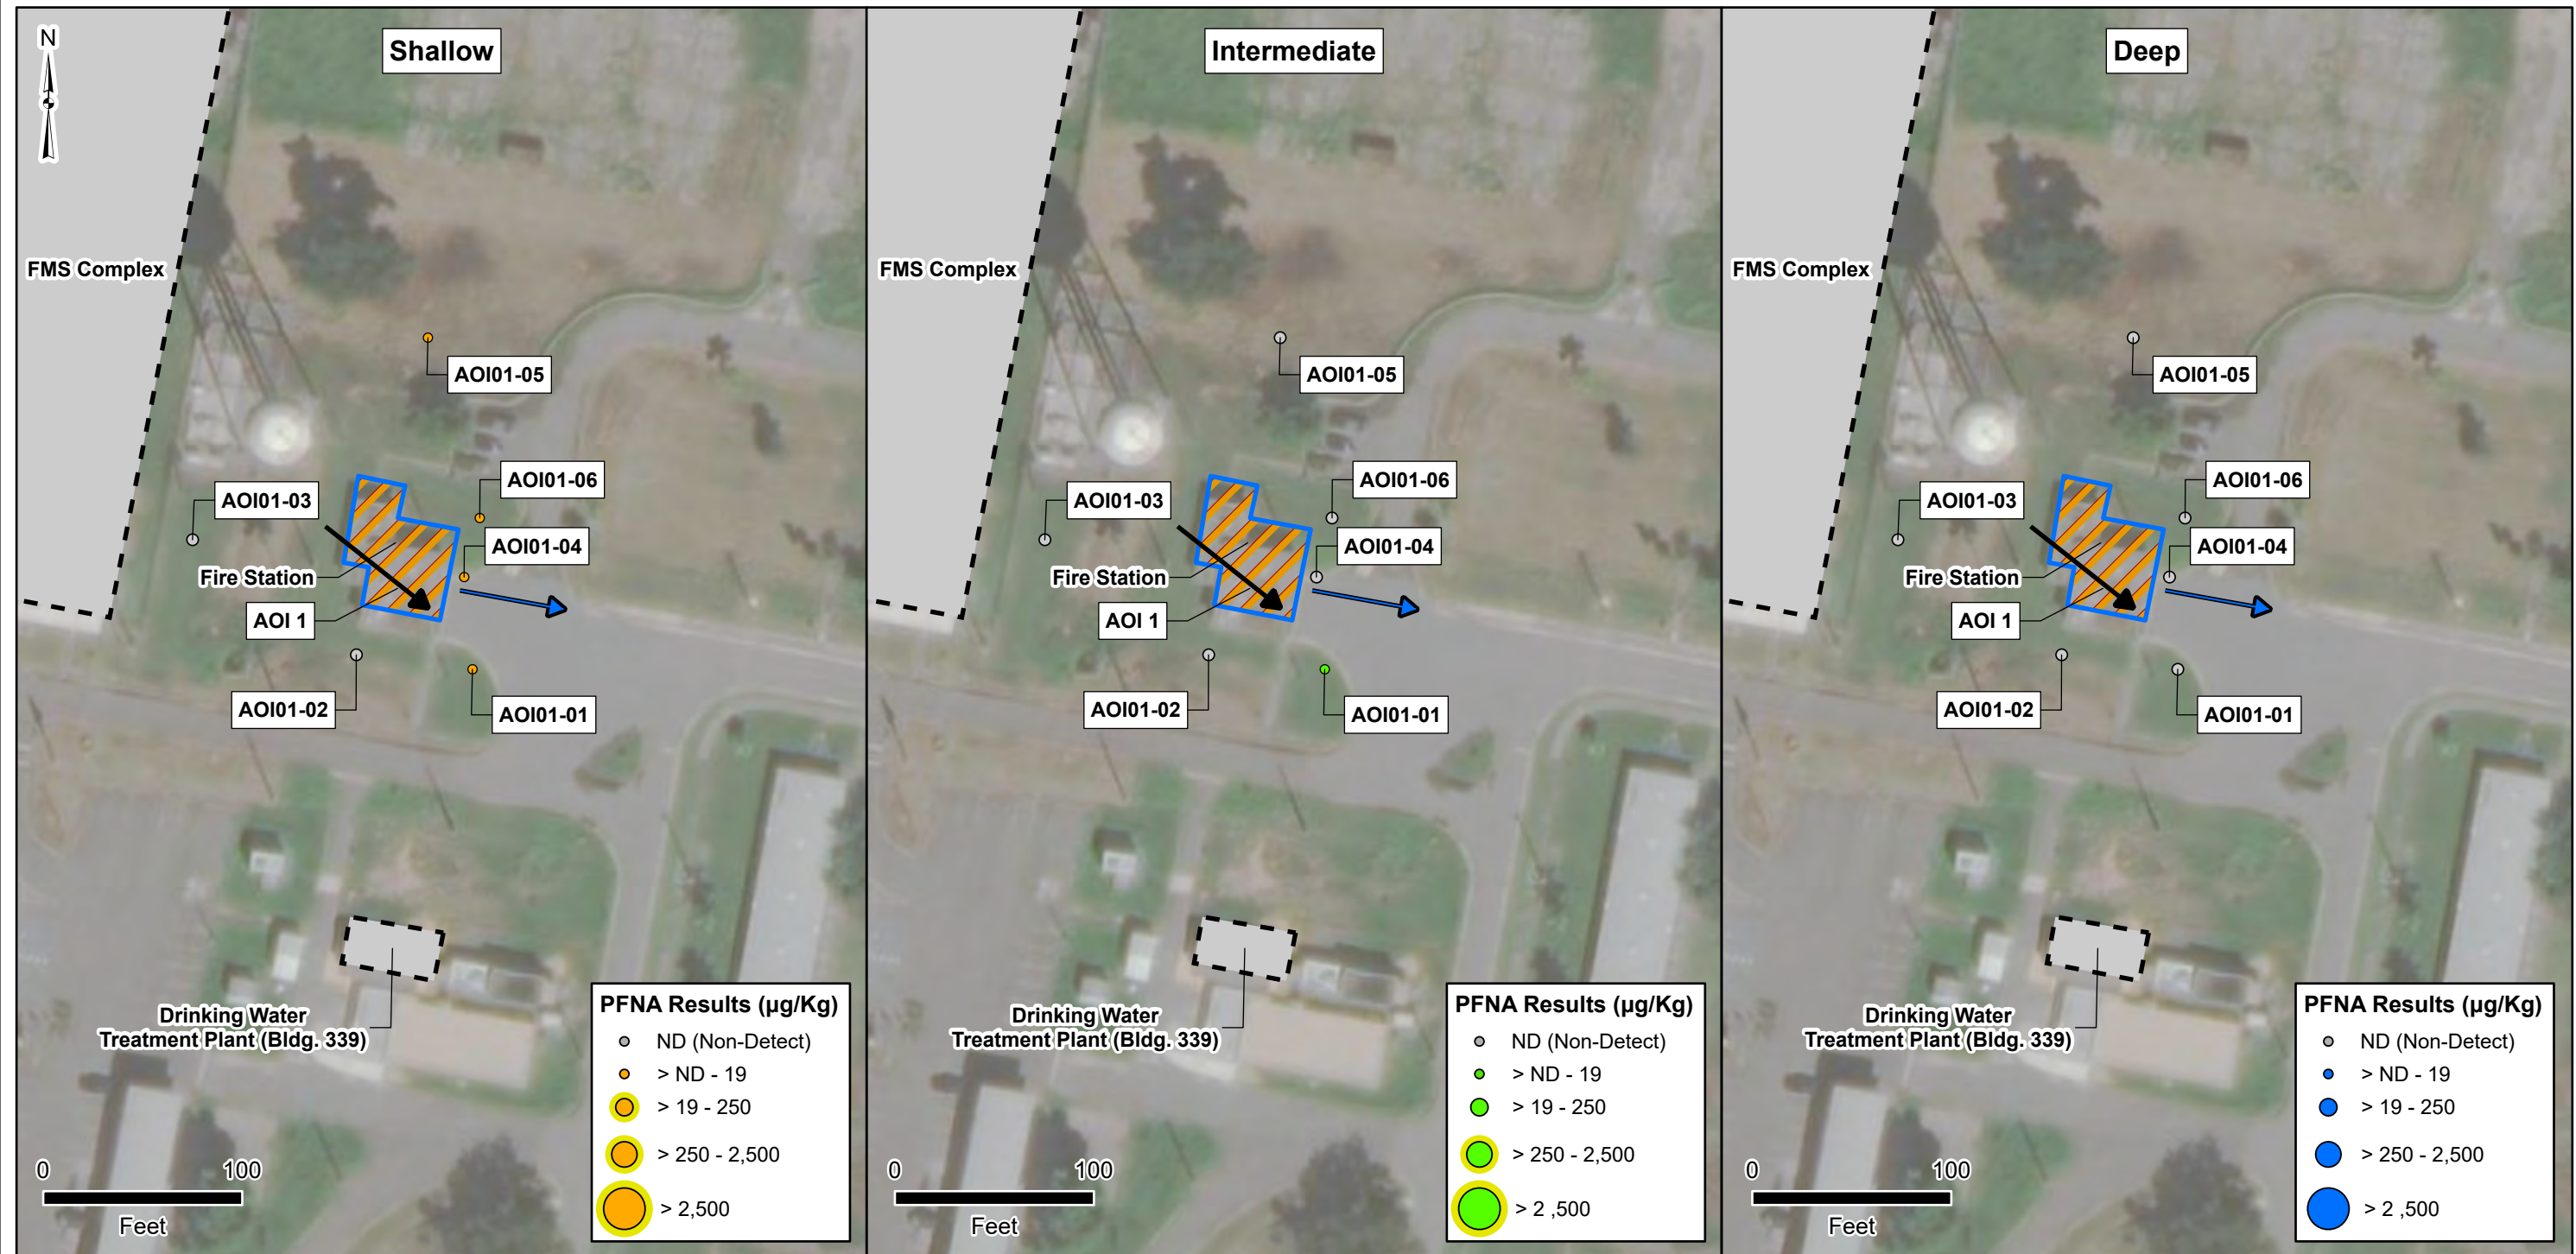 N
Shallow
FMS Complex
AOI01-05
AOI01-06
AOI01-03
AOI01-04
Fire Station
AOI 1
AOI01-02
AOI01-01
Drinking Water
Treatment Plant (Bldg. 339)
0 100
Feet
PFNA Results (µg/Kg)
ND (Non-Detect)
> ND - 19
> 19 - 250
> 250 - 2,500
> 2,500
Intermediate
FMS Complex
AOI01-05
AOI01-06
AOI01-03
AOI01-04
Fire Station
AOI 1
AOI01-02
AOI01-01
Drinking Water
Treatment Plant (Bldg. 339)
0 100
Feet
PFNA Results (µg/Kg)
ND (Non-Detect)
> ND - 19
> 19 - 250
> 250 - 2,500
> 2 ,500
Deep
FMS Complex
AOI01-05
AOI01-06
AOI01-03
AOI01-04
Fire Station
AOI 1
AOI01-02
AOI01-01
Drinking Water
Treatment Plant (Bldg. 339)
0 100
Feet
PFNA Results (µg/Kg)
ND (Non-Detect)
> ND - 19
> 19 - 250
> 250 - 2,500
> 2 ,500